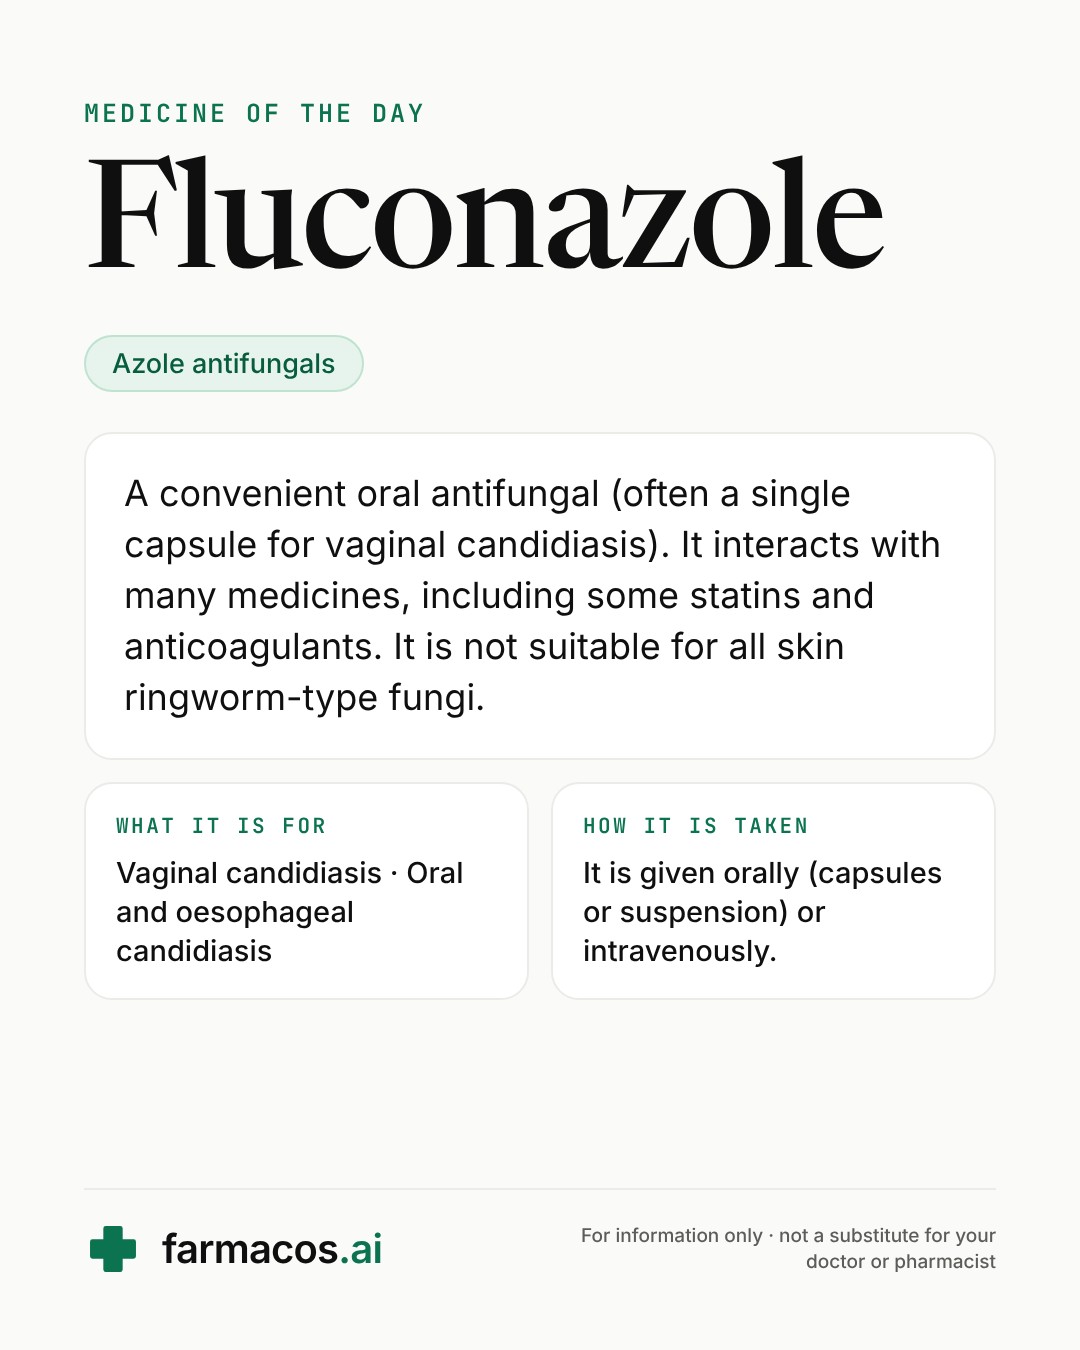 MEDICINE OF THE DAY
Fluconazole
Azole antifungals
A convenient oral antifungal (often a single
capsule for vaginal candidiasis). It interacts with
many medicines, including some statins and
anticoagulants. It is not suitable for all skin
ringworm-type fungi.
WHAT IT IS FOR
Vaginal candidiasis · Oral
and oesophageal
candidiasis
HOW IT IS TAKEN
It is given orally (capsules
or suspension) or
intravenously.
farmacos.ai
For information only · not a substitute for your
doctor or pharmacist